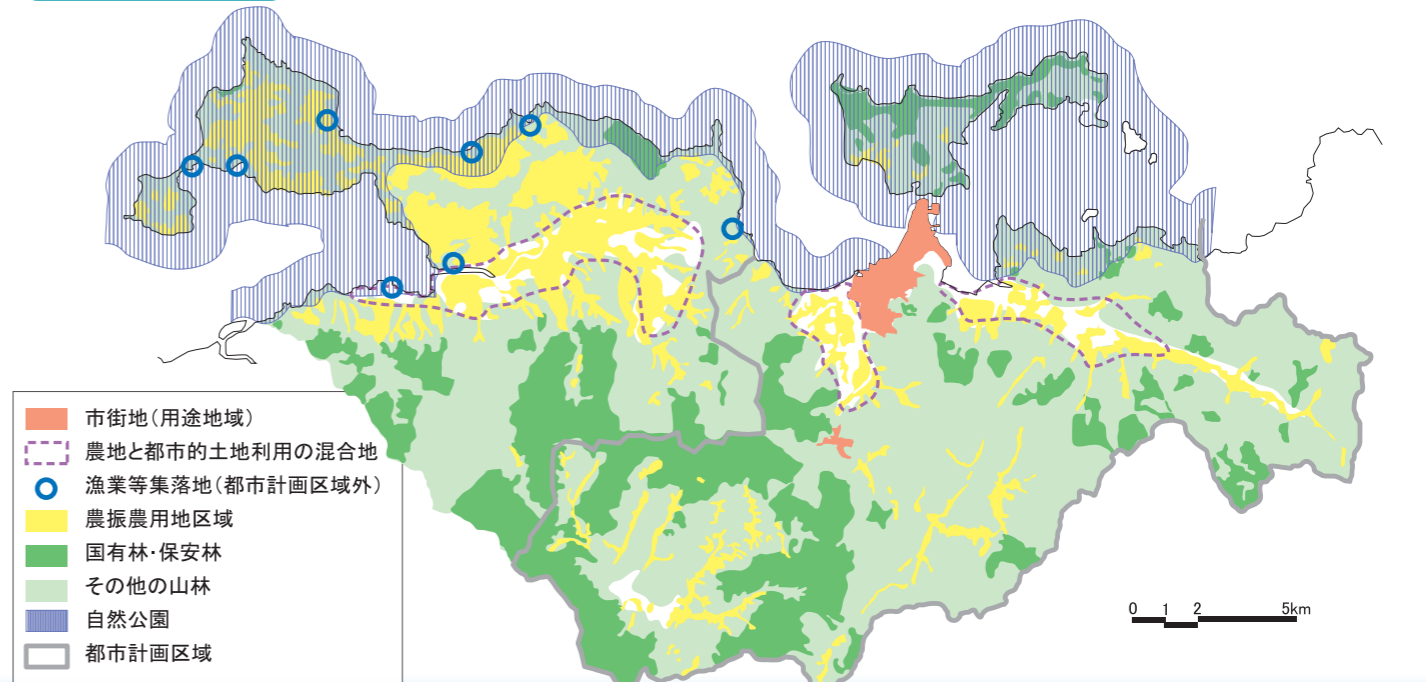 市街地(用途地域)
農地と都市的土地利用の混合地
漁業等集落地(都市計画区域外)
農振農用地区域
国有林・保安林
その他の山林
自然公園
都市計画区域
0 1 2 5km